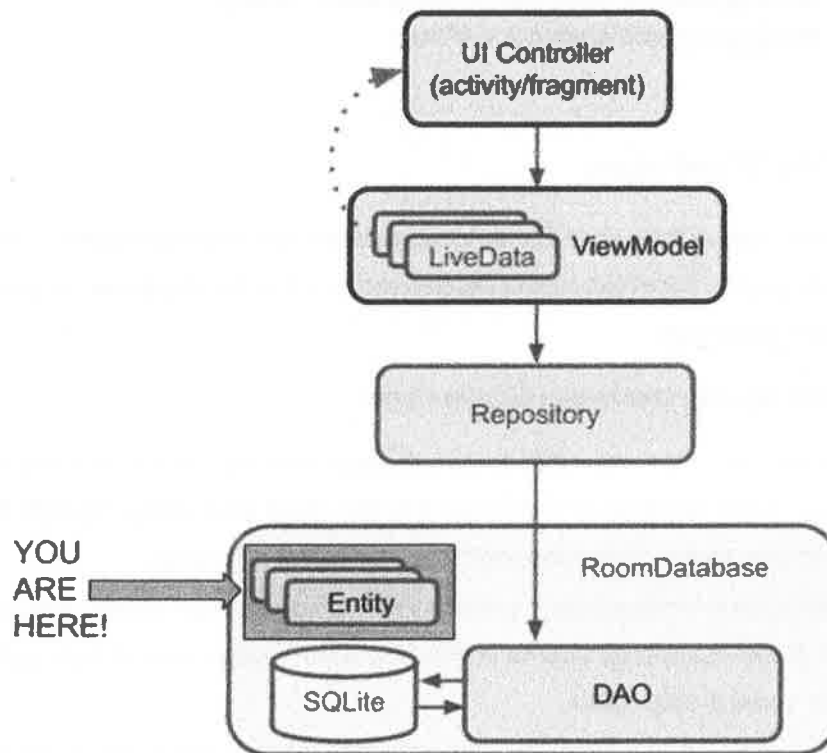 UI Controller
(activity/fragment)
LiveData
ViewModel
Repository
YOU
ARE
HERE!
RoomDatabase
Entity
SQLite
DAO